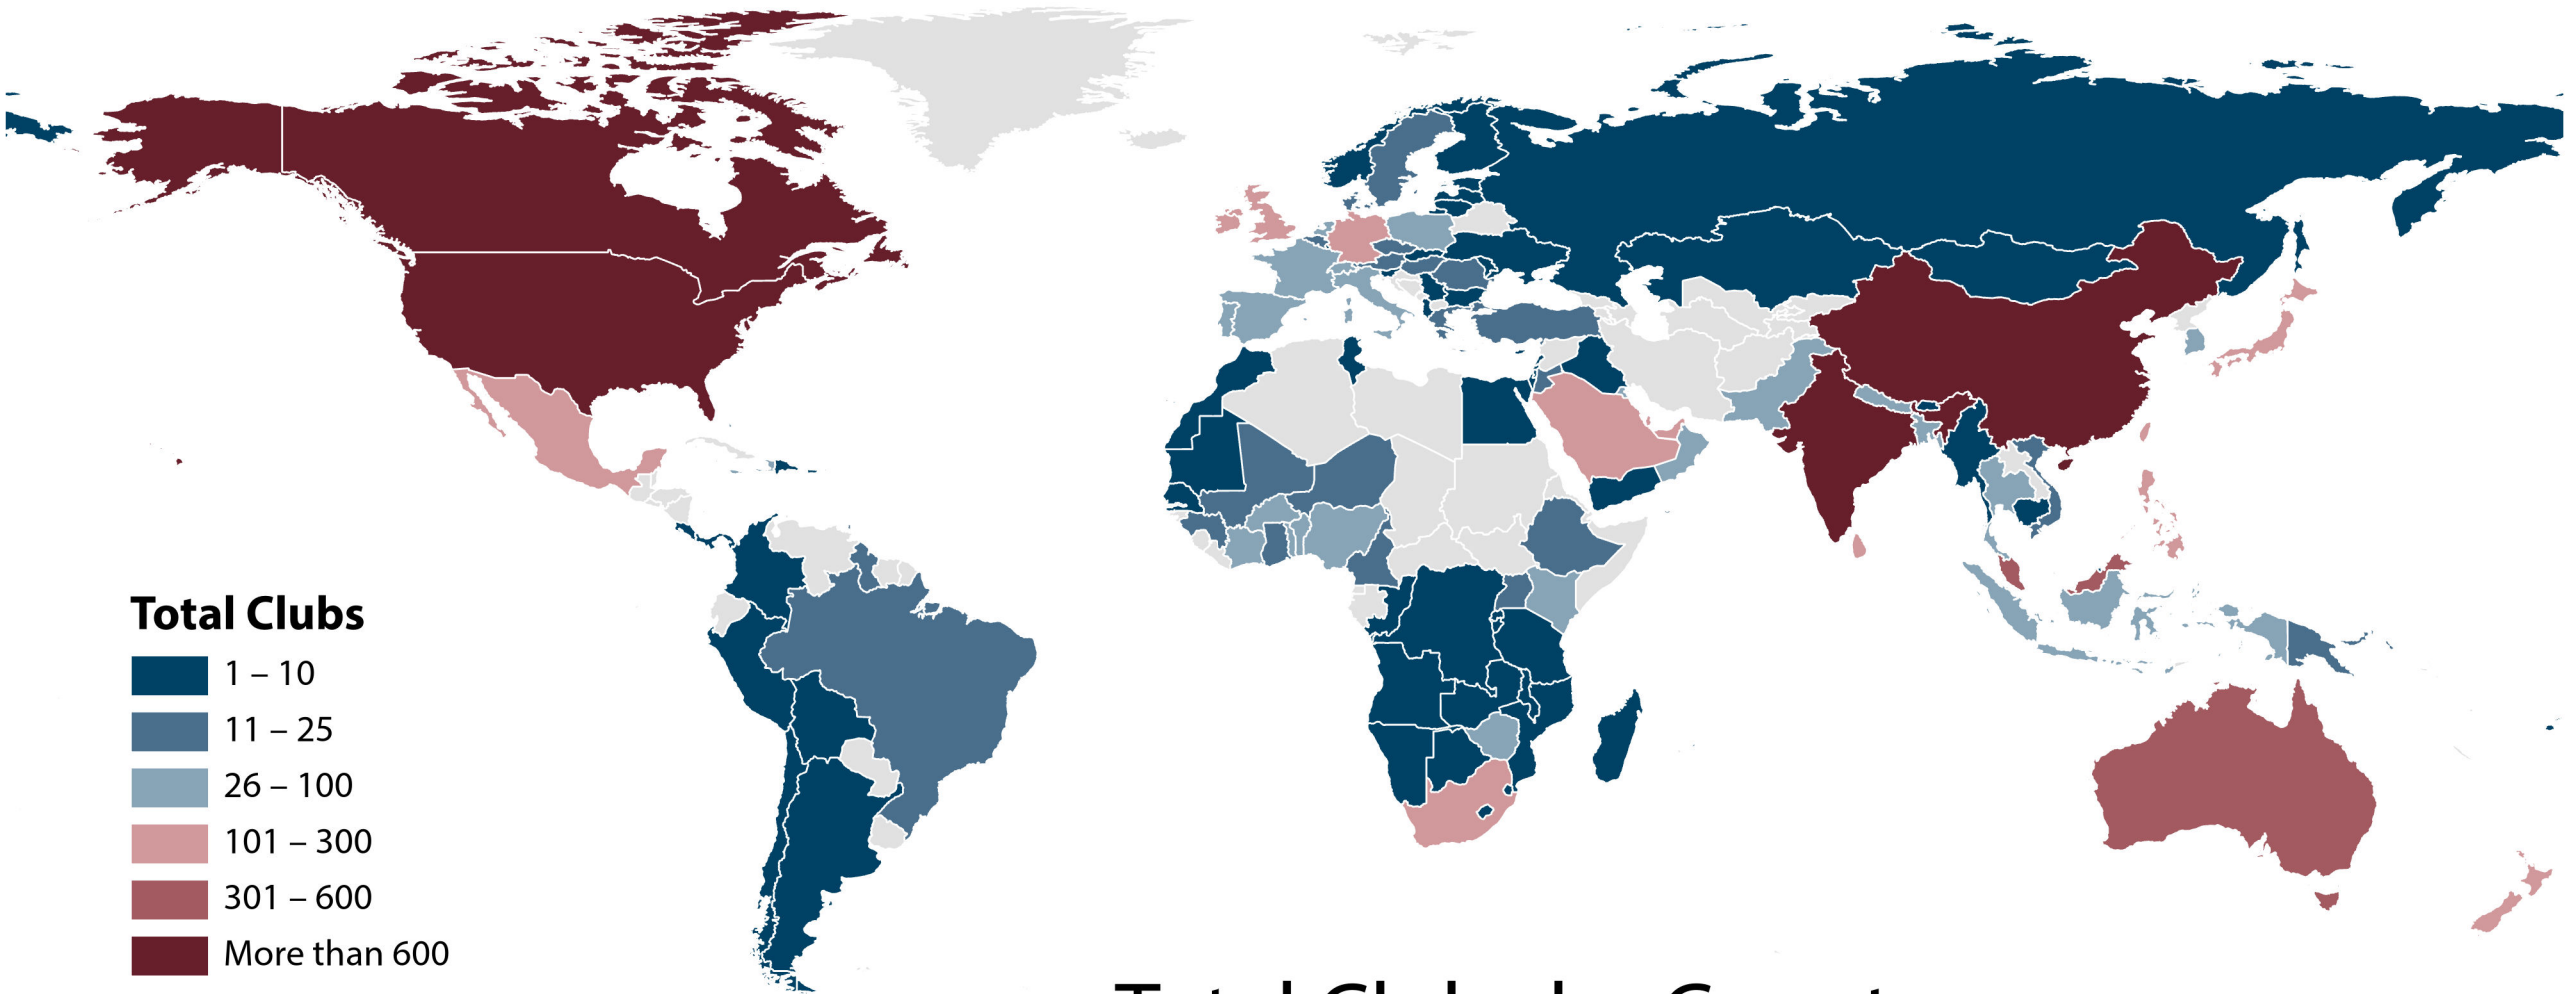 Total Clubs
1 – 10
11 – 25
26 – 100
101 – 300
301 – 600
More than 600